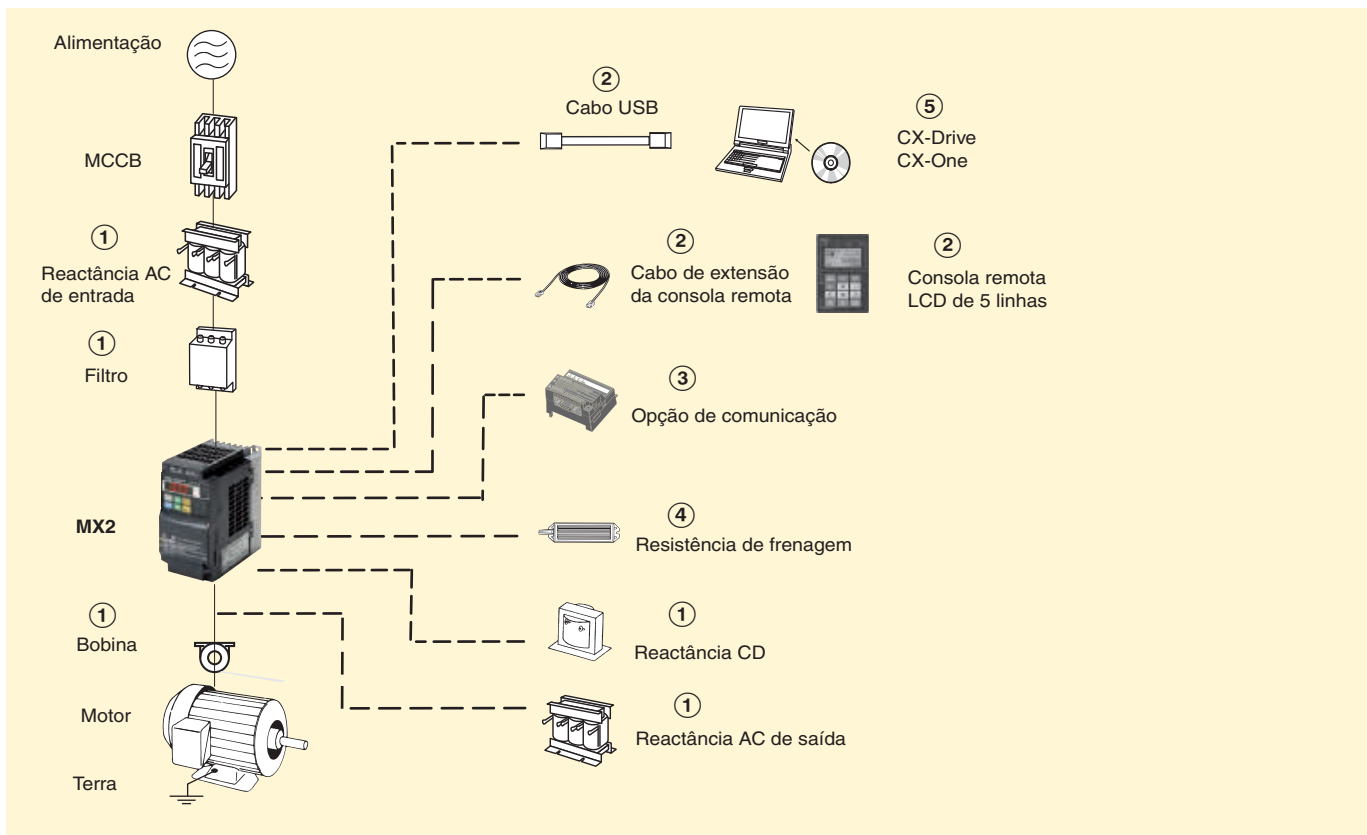 Alimentação
MCCB
1
Reactância AC
de entrada
1
Filtro
MX2
1
Bobina
Motor
Terra
2
Cabo USB
5
CX-Drive
CX-One
2
Cabo de extensão
da consola remota
2
Consola remota
LCD de 5 linhas
3
Opção de comunicação
4
Resistência de frenagem
1
Reactância CD
1
Reactância AC de saída